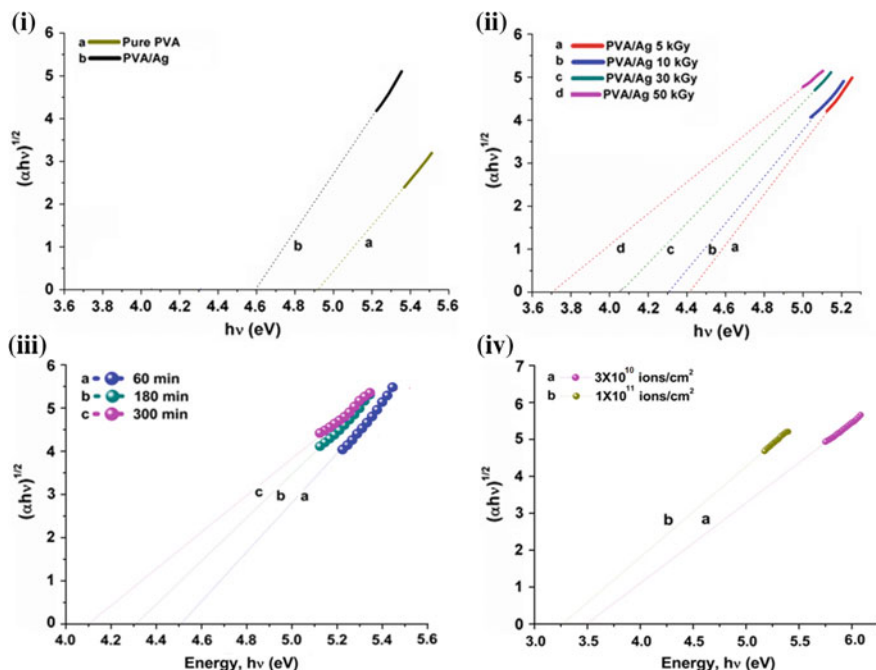 (i)
a Pure PVA
b PVA/Ag
(αhν)^1/2
6
5
4
3
2
1
0
b
a
3.6 3.8 4.0 4.2 4.4 4.6 4.8 5.0 5.2 5.4 5.6
hν (eV)
(ii)
a PVA/Ag 5 kGy
b PVA/Ag 10 kGy
c PVA/Ag 30 kGy
d PVA/Ag 50 kGy
(αhν)^1/2
6
5
4
3
2
1
0
d c b a
3.6 3.8 4.0 4.2 4.4 4.6 4.8 5.0 5.2
hν (eV)
(iii)
a 60 min
b 180 min
c 300 min
(αhν)^1/2
6
5
4
3
2
1
0
c b a
4.0 4.2 4.4 4.6 4.8 5.0 5.2 5.4 5.6
Energy, hν (eV)
(iv)
a 3X10^10 ions/cm^2
b 1X10^11 ions/cm^2
(αhν)^1/2
6
5
4
3
2
1
0
b a
3.0 3.5 4.0 4.5 5.0 5.5 6.0
Energy, hν (eV)